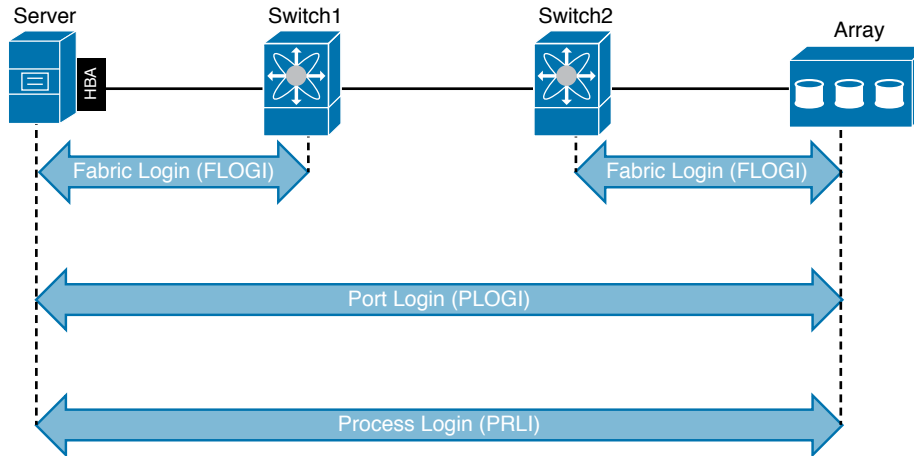 Server
Switch1
Switch2
Array
HBA
Fabric Login (FLOGI)
Fabric Login (FLOGI)
Port Login (PLOGI)
Process Login (PRLI)